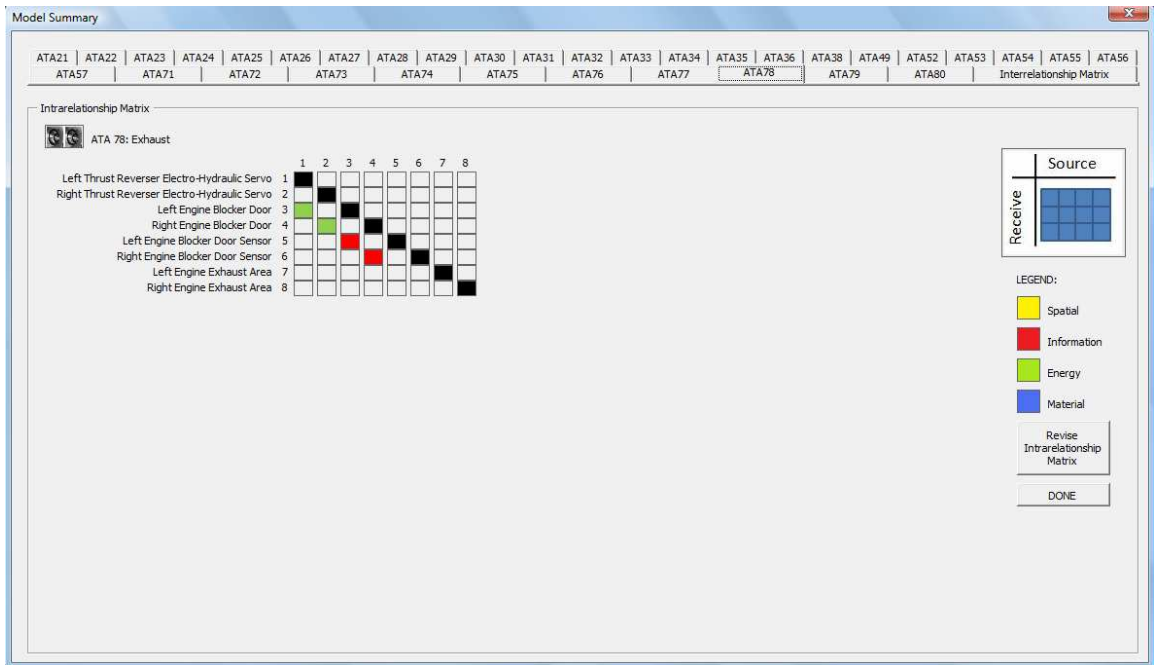 Model Summary
X
ATA21 ATA22 ATA23 ATA24 ATA25 ATA26 ATA27 ATA28 ATA29 ATA30 ATA31 ATA32 ATA33 ATA34 ATA35 ATA36 ATA38 ATA49 ATA52 ATA53 ATA54 ATA55 ATA56
ATA57 ATA71 ATA72 ATA73 ATA74 ATA75 ATA76 ATA77 ATA78 ATA79 ATA80 Interrelationship Matrix
Intrarelationship Matrix
ATA 78: Exhaust
1 2 3 4 5 6 7 8
Left Thrust Reverser Electro-Hydraulic Servo 1
Right Thrust Reverser Electro-Hydraulic Servo 2
Left Engine Blocker Door 3
Right Engine Blocker Door 4
Left Engine Blocker Door Sensor 5
Right Engine Blocker Door Sensor 6
Left Engine Exhaust Area 7
Right Engine Exhaust Area 8
Source
Receive
LEGEND:
Spatial
Information
Energy
Material
Revise
Intrarelationship
Matrix
DONE